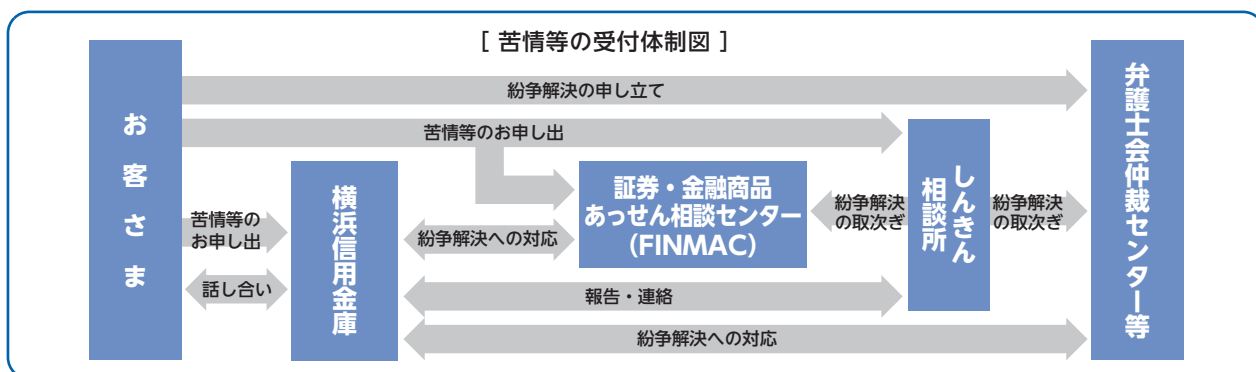 [ 苦情等の受付体制図 ]
お客さま
紛争解決の申し立て
苦情等のお申し出
苦情等の
お申し出
話し合い
横浜信用金庫
紛争解決への対応
証券・金融商品
あっせん相談センター
(FINMAC)
紛争解決
の取次ぎ
しんきん
相談所
紛争解決
の取次ぎ
報告・連絡
紛争解決への対応
弁護士会仲裁センター等